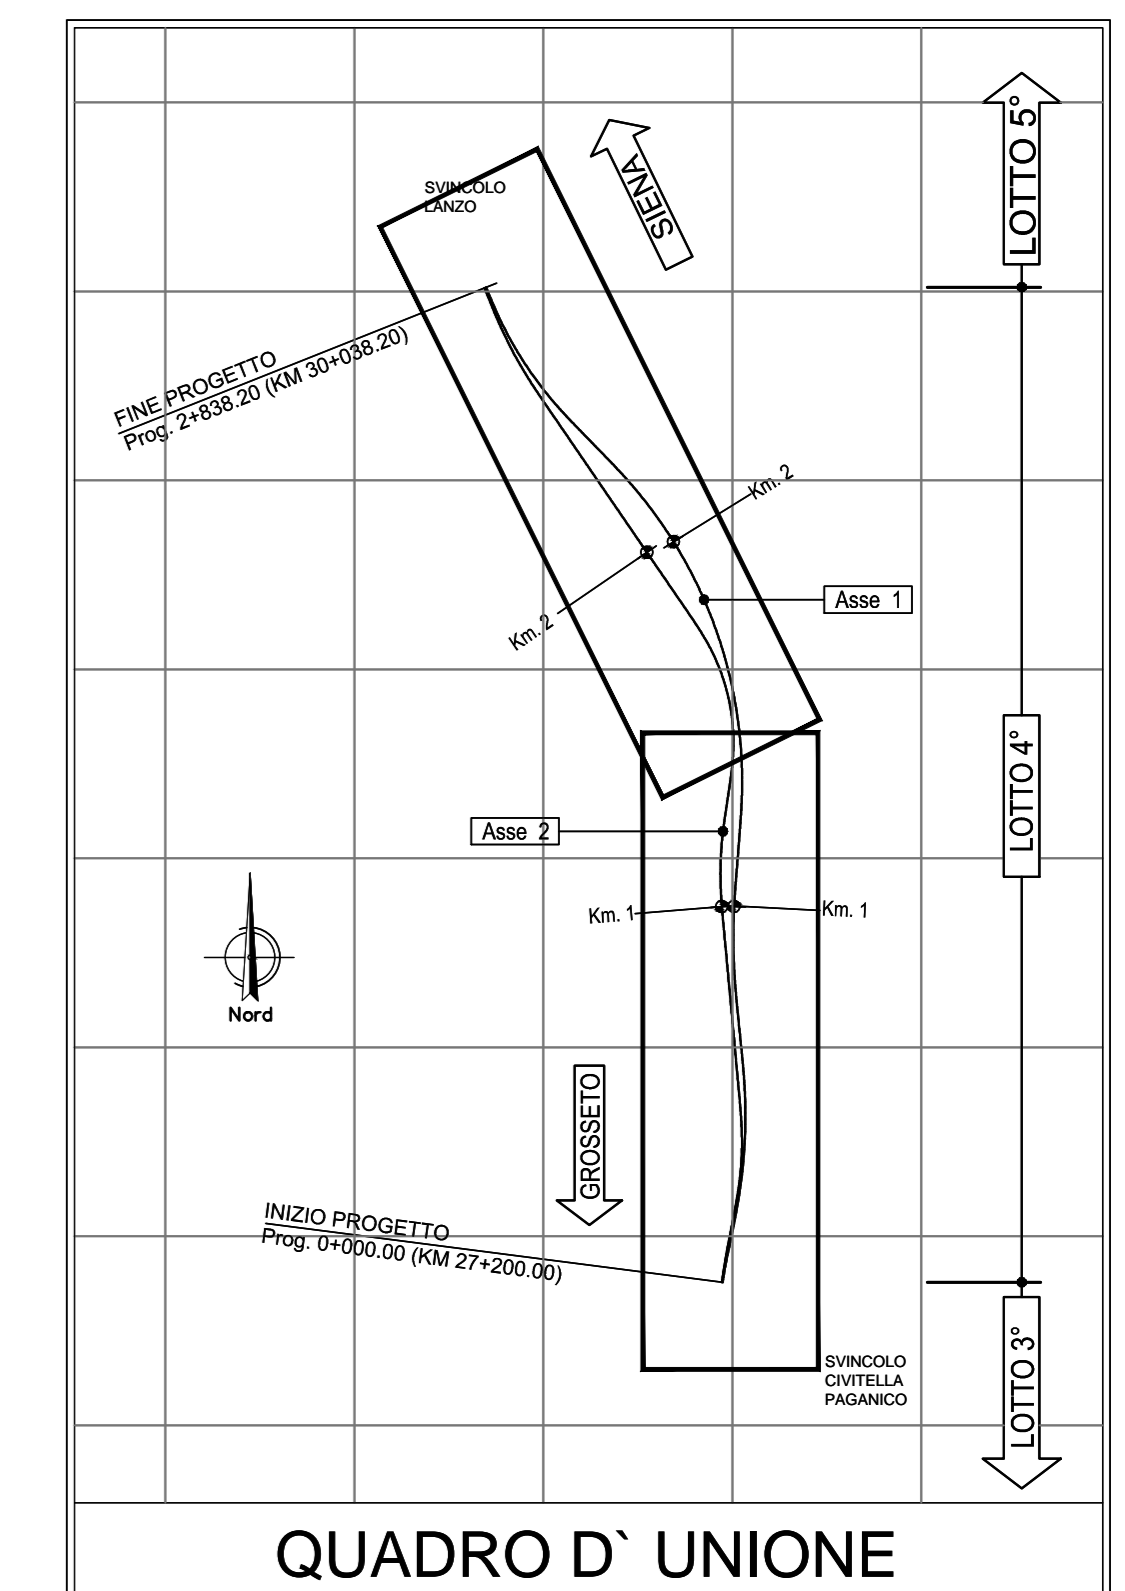 LOTTO 5°
SIENA
SVINCOLO
LANZO
FINE PROGETTO
Prog. 2+838.20 (KM 30+038.20)
Km. 2
Asse 1
Km. 2
LOTTO 4°
Asse 2
Km. 1
Km. 1
Nord
GROSSETO
INIZIO PROGETTO
Prog. 0+000.00 (KM 27+200.00)
SVINCOLO
CIVITELLA
PAGANICO
LOTTO 3°
QUADRO D` UNIONE